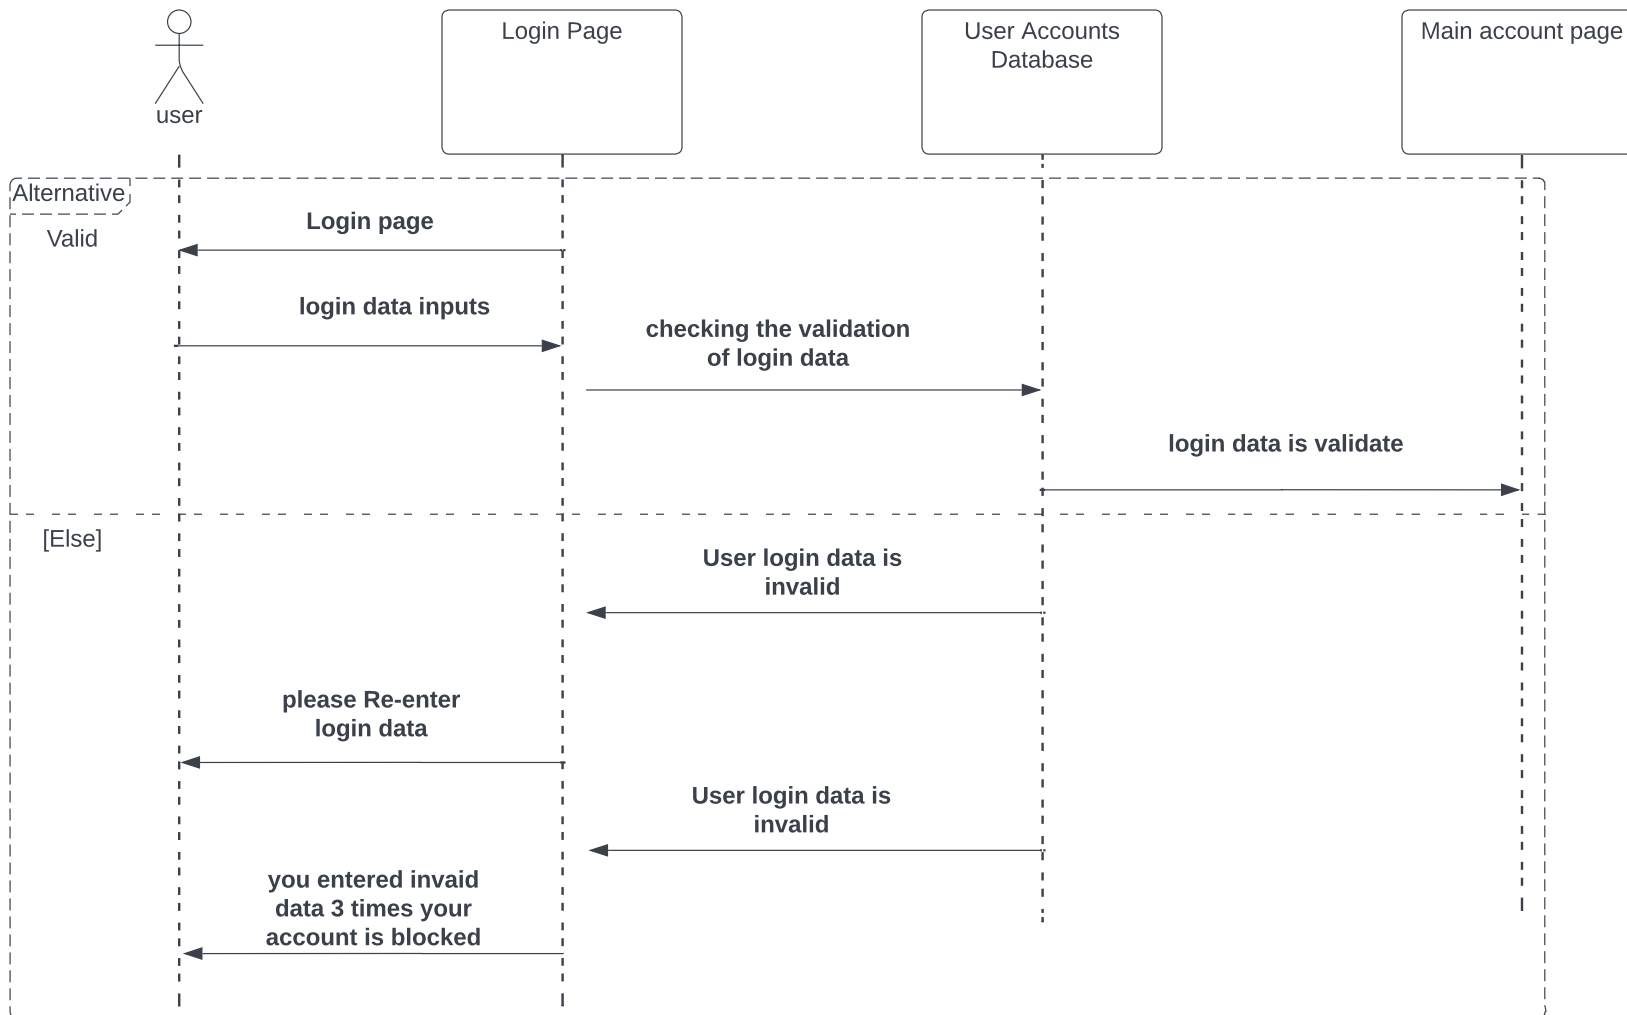 user
Login Page
User Accounts
Database
Main account page
Alternative
Valid
Login page
login data inputs
checking the validation
of login data
login data is validate
[Else]
User login data is
invalid
please Re-enter
login data
User login data is
invalid
you entered invaid
data 3 times your
account is blocked